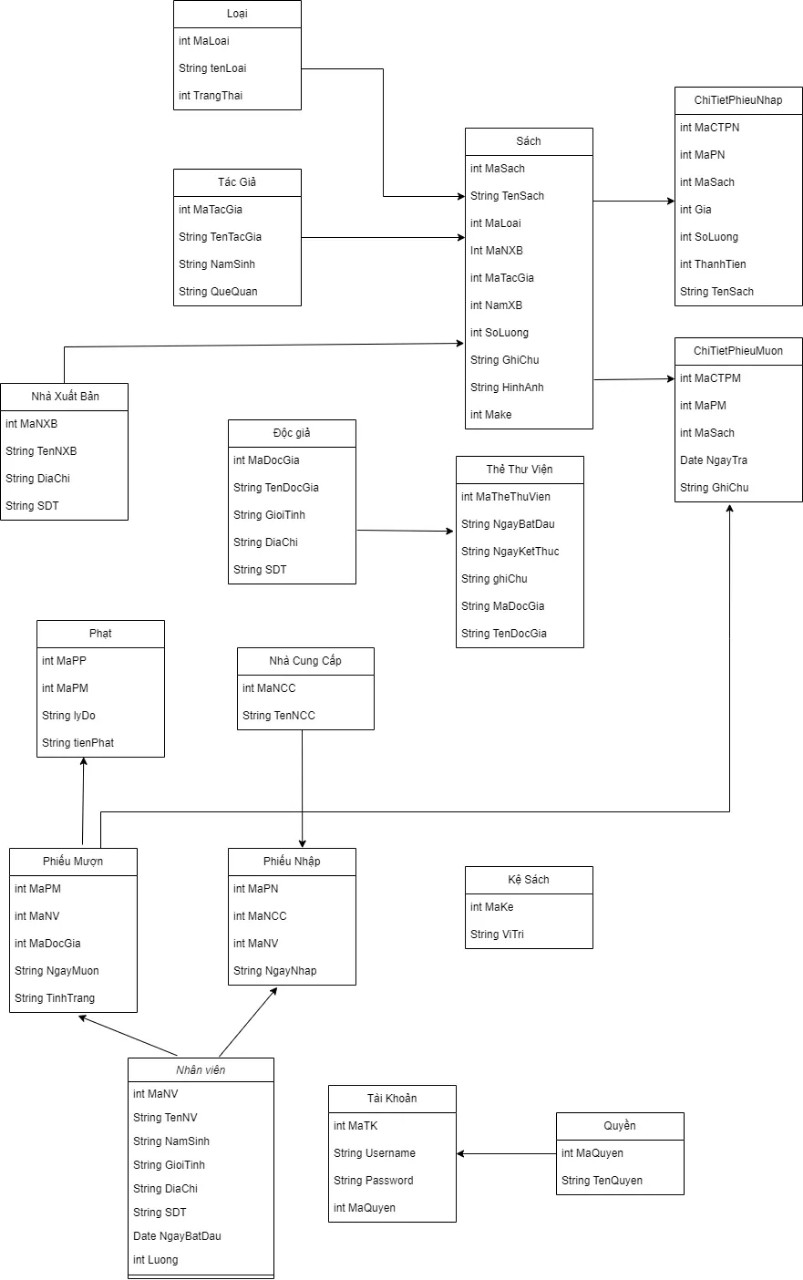 Loại
int MaLoai
String tenLoai
int TrangThai
Tác Giả
int MaTacGia
String TenTacGia
String NamSinh
String QueQuan
Sách
int MaSach
String TenSach
int MaLoai
Int MaNXB
int MaTacGia
int NamXB
int SoLuong
String GhiChu
String HinhAnh
int Make
ChiTietPhieuNhap
int MaCTPN
int MaPN
int MaSach
int Gia
int SoLuong
int ThanhTien
String TenSach
ChiTietPhieuMuon
int MaCTPM
int MaPM
int MaSach
Date NgayTra
String GhiChu
Nhà Xuất Bản
int MaNXB
String TenNXB
String DiaChi
String SDT
Độc giả
int MaDocGia
String TenDocGia
String GioiTinh
String DiaChi
String SDT
Thẻ Thư Viện
int MaTheThuVien
String NgayBatDau
String NgayKetThuc
String ghiChu
String MaDocGia
String TenDocGia
Phạt
int MaPP
int MaPM
String lyDo
String tienPhat
Nhà Cung Cấp
int MaNCC
String TenNCC
Phiếu Mượn
int MaPM
int MaNV
int MaDocGia
String NgayMuon
String TinhTrang
Phiếu Nhập
int MaPN
int MaNCC
int MaNV
String NgayNhap
Kệ Sách
int MaKe
String ViTri
Nhân viên
int MaNV
String TenNV
String NamSinh
String GioiTinh
String DiaChi
String SDT
Date NgayBatDau
int Luong
Tài Khoản
int MaTK
String Username
String Password
int MaQuyen
Quyền
int MaQuyen
String TenQuyen